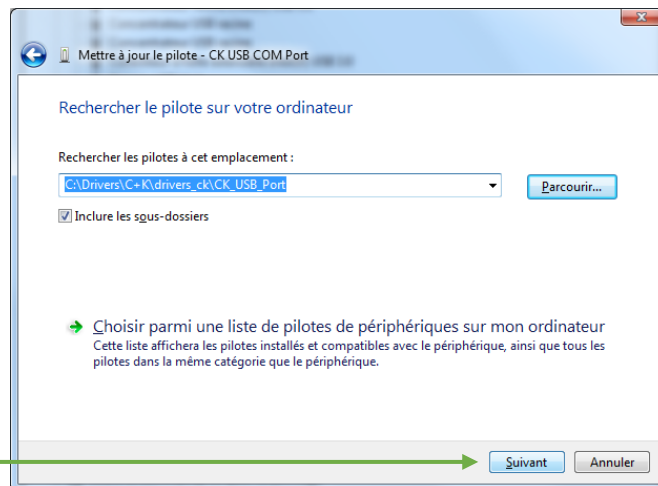 Concentrateur USB racine
Mettre à jour le pilote - CK USB COM Port
Rechercher le pilote sur votre ordinateur
Rechercher les pilotes à cet emplacement :
C:\Drivers\C+K\drivers_ck\CK_USB_Port
Parcourir...
Inclure les sous-dossiers
Choisir parmi une liste de pilotes de périphériques sur mon ordinateur
Cette liste affichera les pilotes installés et compatibles avec le périphérique, ainsi que tous les
pilotes dans la même catégorie que le périphérique.
Suivant
Annuler